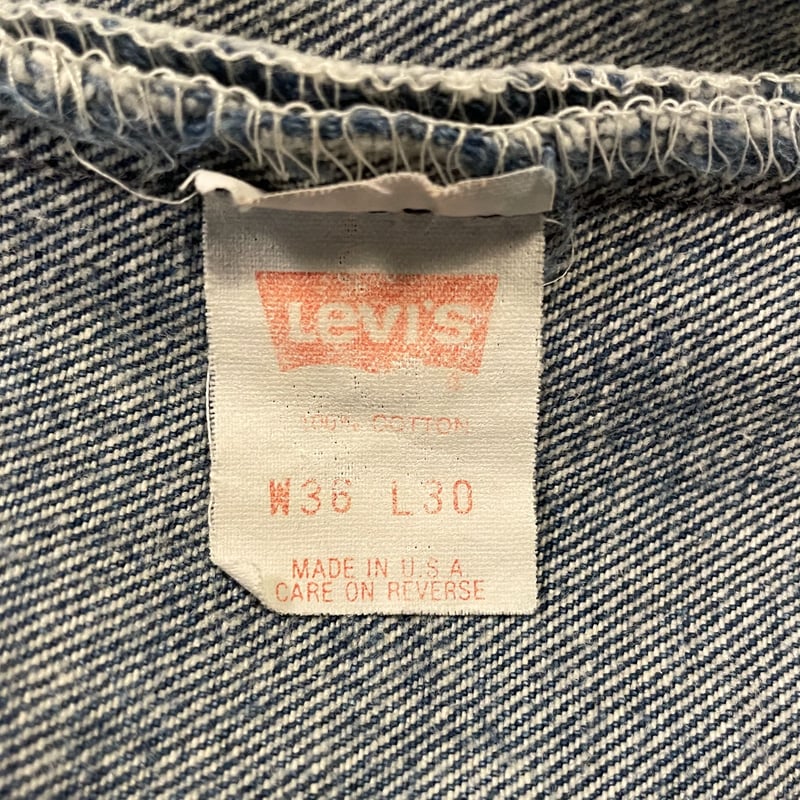 Levi's
100% COTTON
W36 L30
MADE IN U.S.A.
CARE ON REVERSE